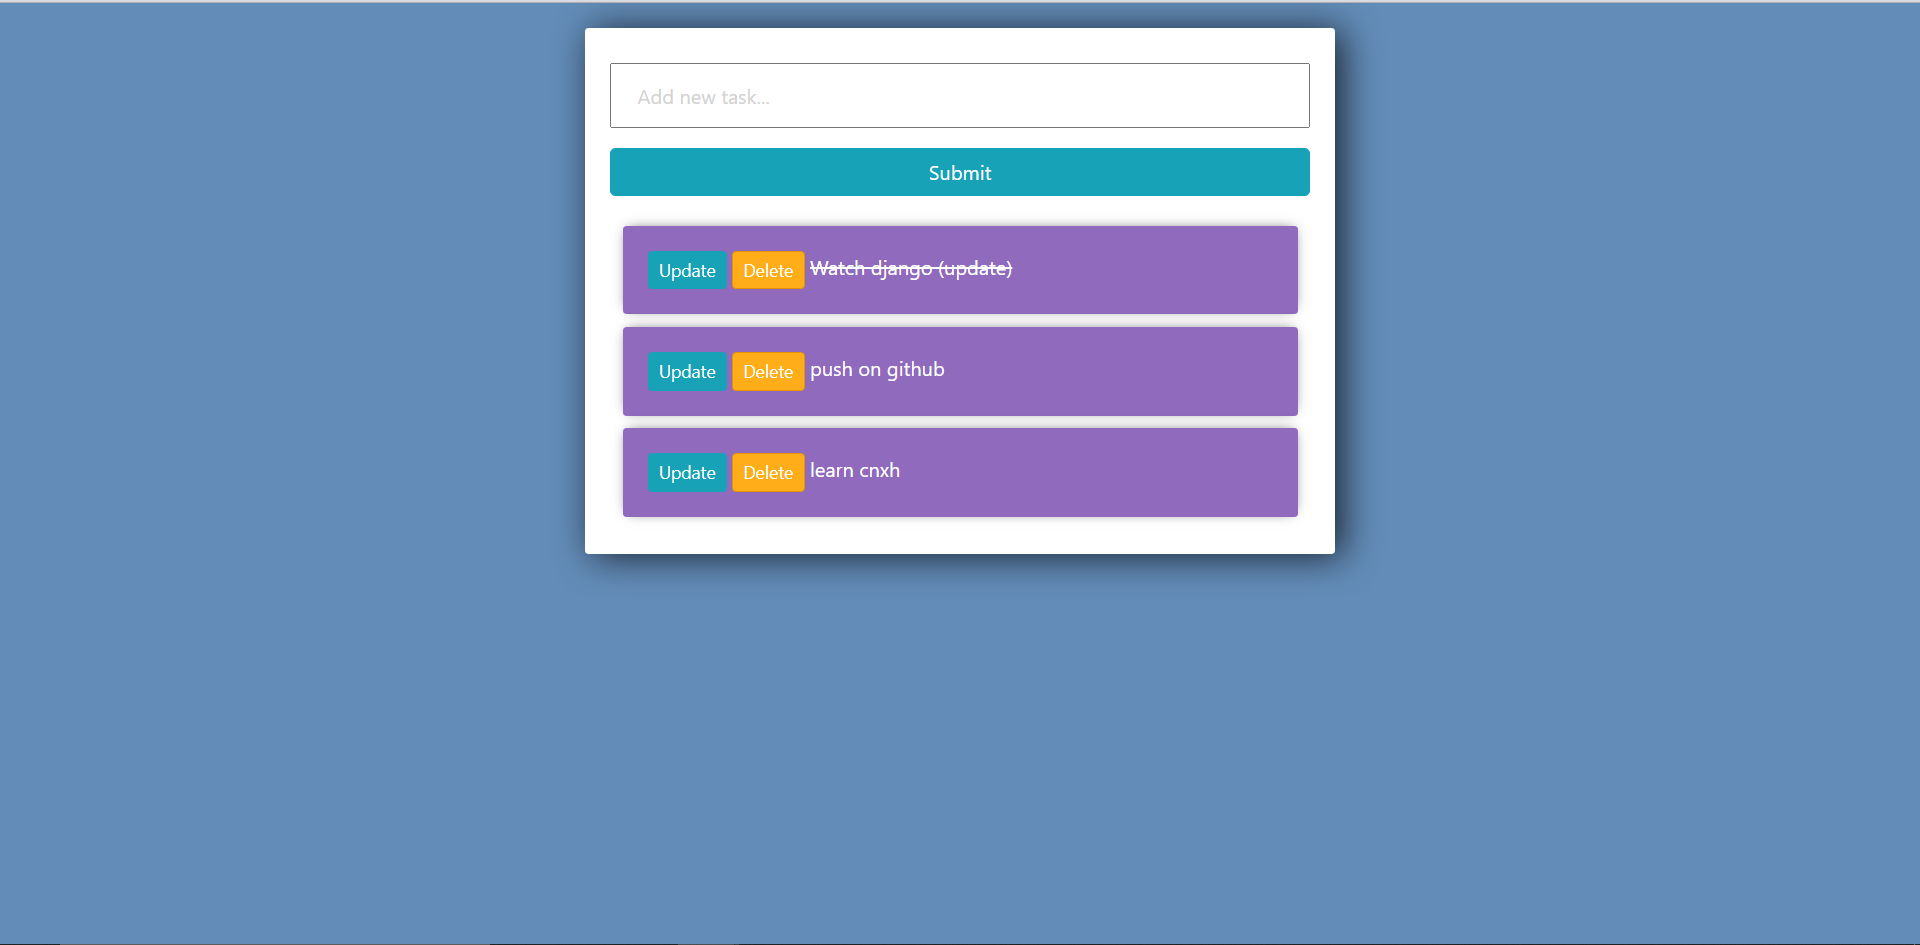 Add new task...
Submit
Update Delete Watch django (update)
Update Delete push on github
Update Delete learn cnxh